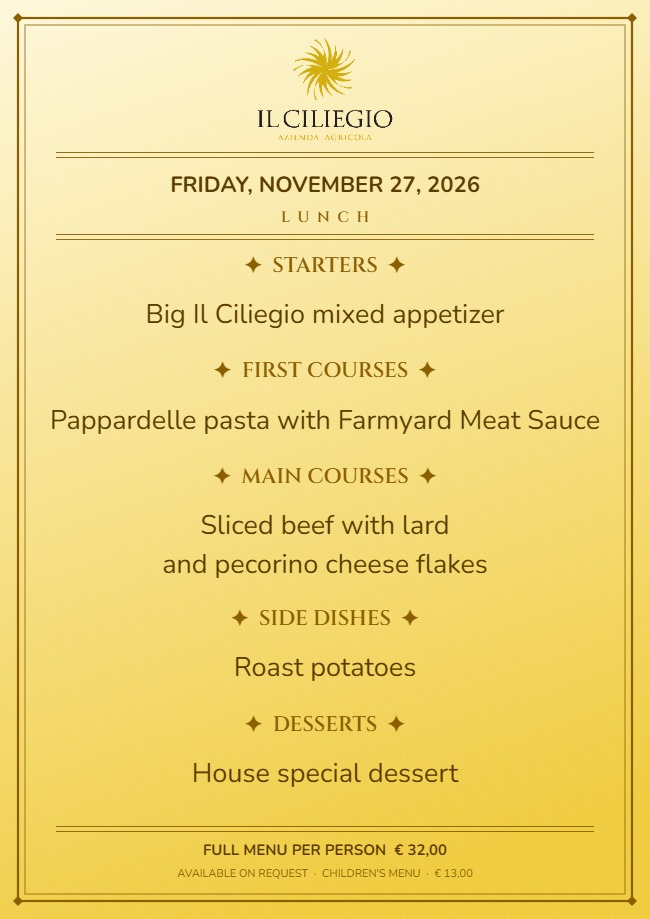 IL CILIEGIO
AZIENDA AGRICOLA
FRIDAY, NOVEMBER 27, 2026
LUNCH
✦ STARTERS ✦
Big Il Ciliegio mixed appetizer
✦ FIRST COURSES ✦
Pappardelle pasta with Farmyard Meat Sauce
✦ MAIN COURSES ✦
Sliced beef with lard
and pecorino cheese flakes
✦ SIDE DISHES ✦
Roast potatoes
✦ DESSERTS ✦
House special dessert
FULL MENU PER PERSON € 32,00
AVAILABLE ON REQUEST · CHILDREN'S MENU · € 13,00